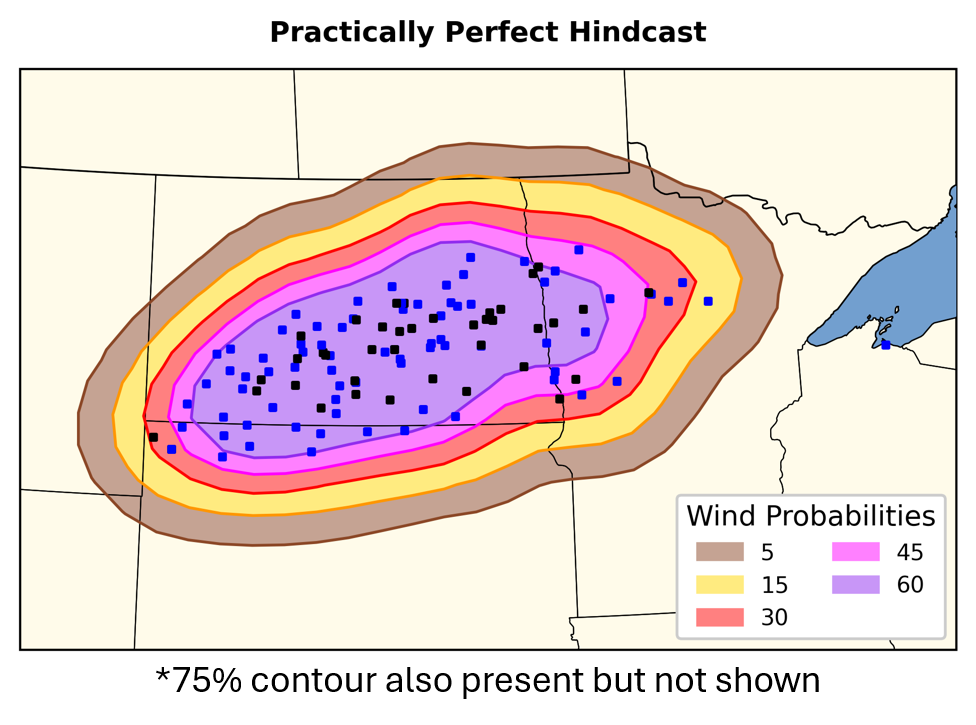 Practically Perfect Hindcast
Wind Probabilities
5 45
15 60
30
*75% contour also present but not shown